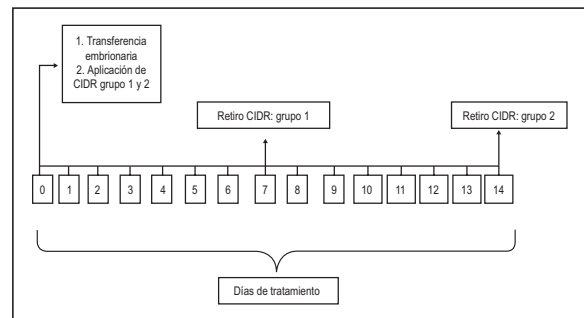 1. Transferencia
embrionaria
2. Aplicación de
CIDR grupo 1 y 2
Retiro CIDR: grupo 1
Retiro CIDR: grupo 2
0 1 2 3 4 5 6 7 8 9 10 11 12 13 14
Días de tratamiento